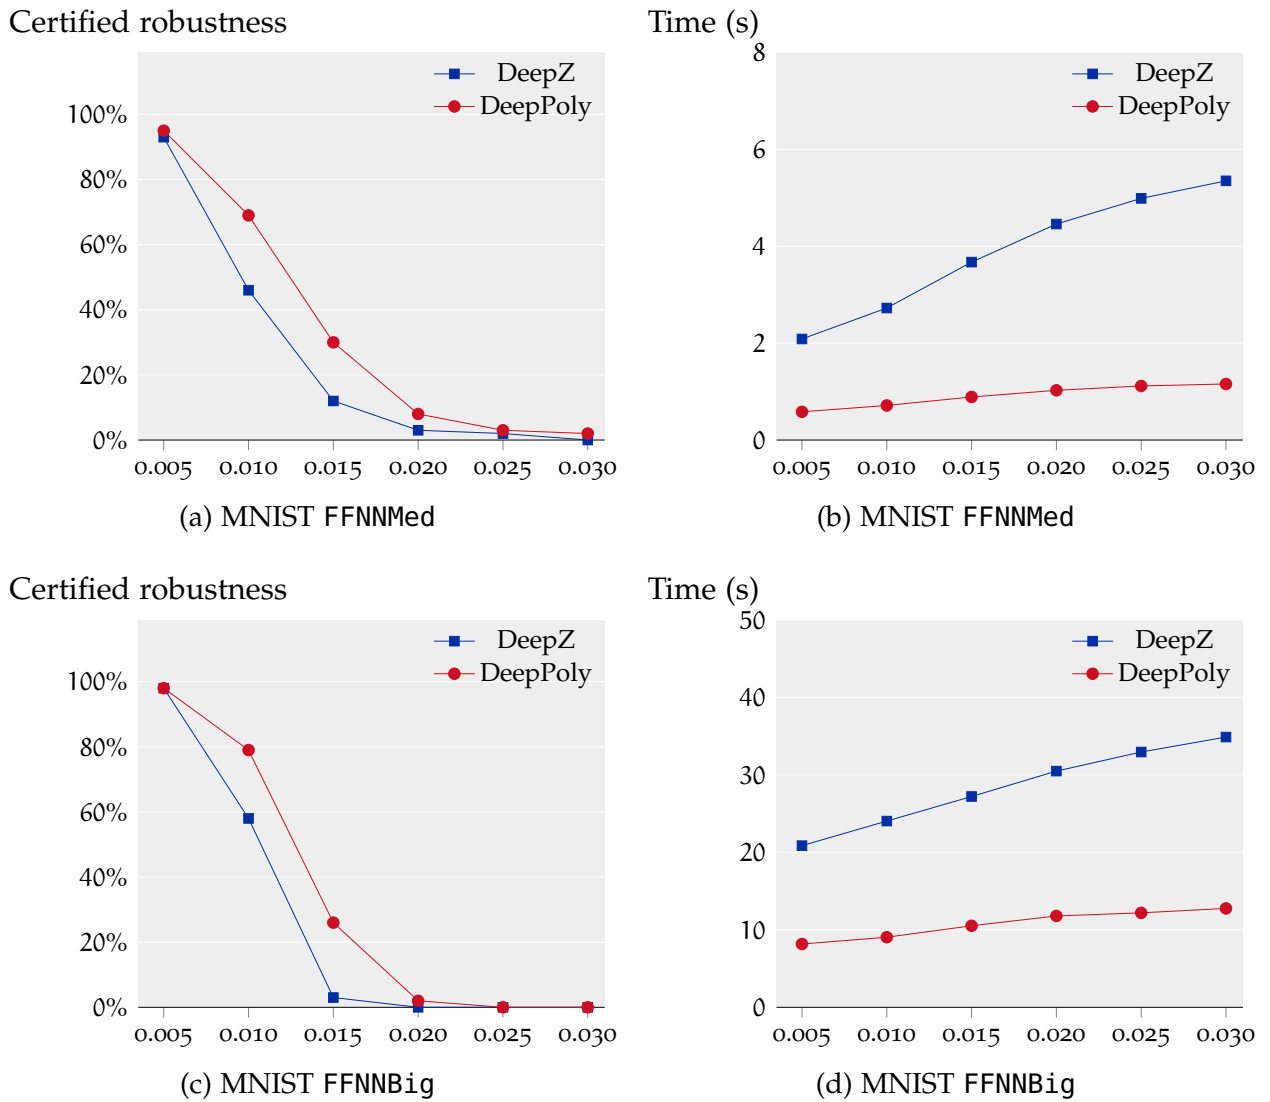 Certified robustness
DeepZ
DeepPoly
100%
80%
60%
40%
20%
0%
0.005 0.010 0.015 0.020 0.025 0.030
(a) MNIST FFNNMed
Time (s)
8
DeepZ
DeepPoly
6
4
2
0
0.005 0.010 0.015 0.020 0.025 0.030
(b) MNIST FFNNMed
Certified robustness
DeepZ
DeepPoly
100%
80%
60%
40%
20%
0%
0.005 0.010 0.015 0.020 0.025 0.030
(c) MNIST FFNNBig
Time (s)
50
DeepZ
DeepPoly
40
30
20
10
0
0.005 0.010 0.015 0.020 0.025 0.030
(d) MNIST FFNNBig